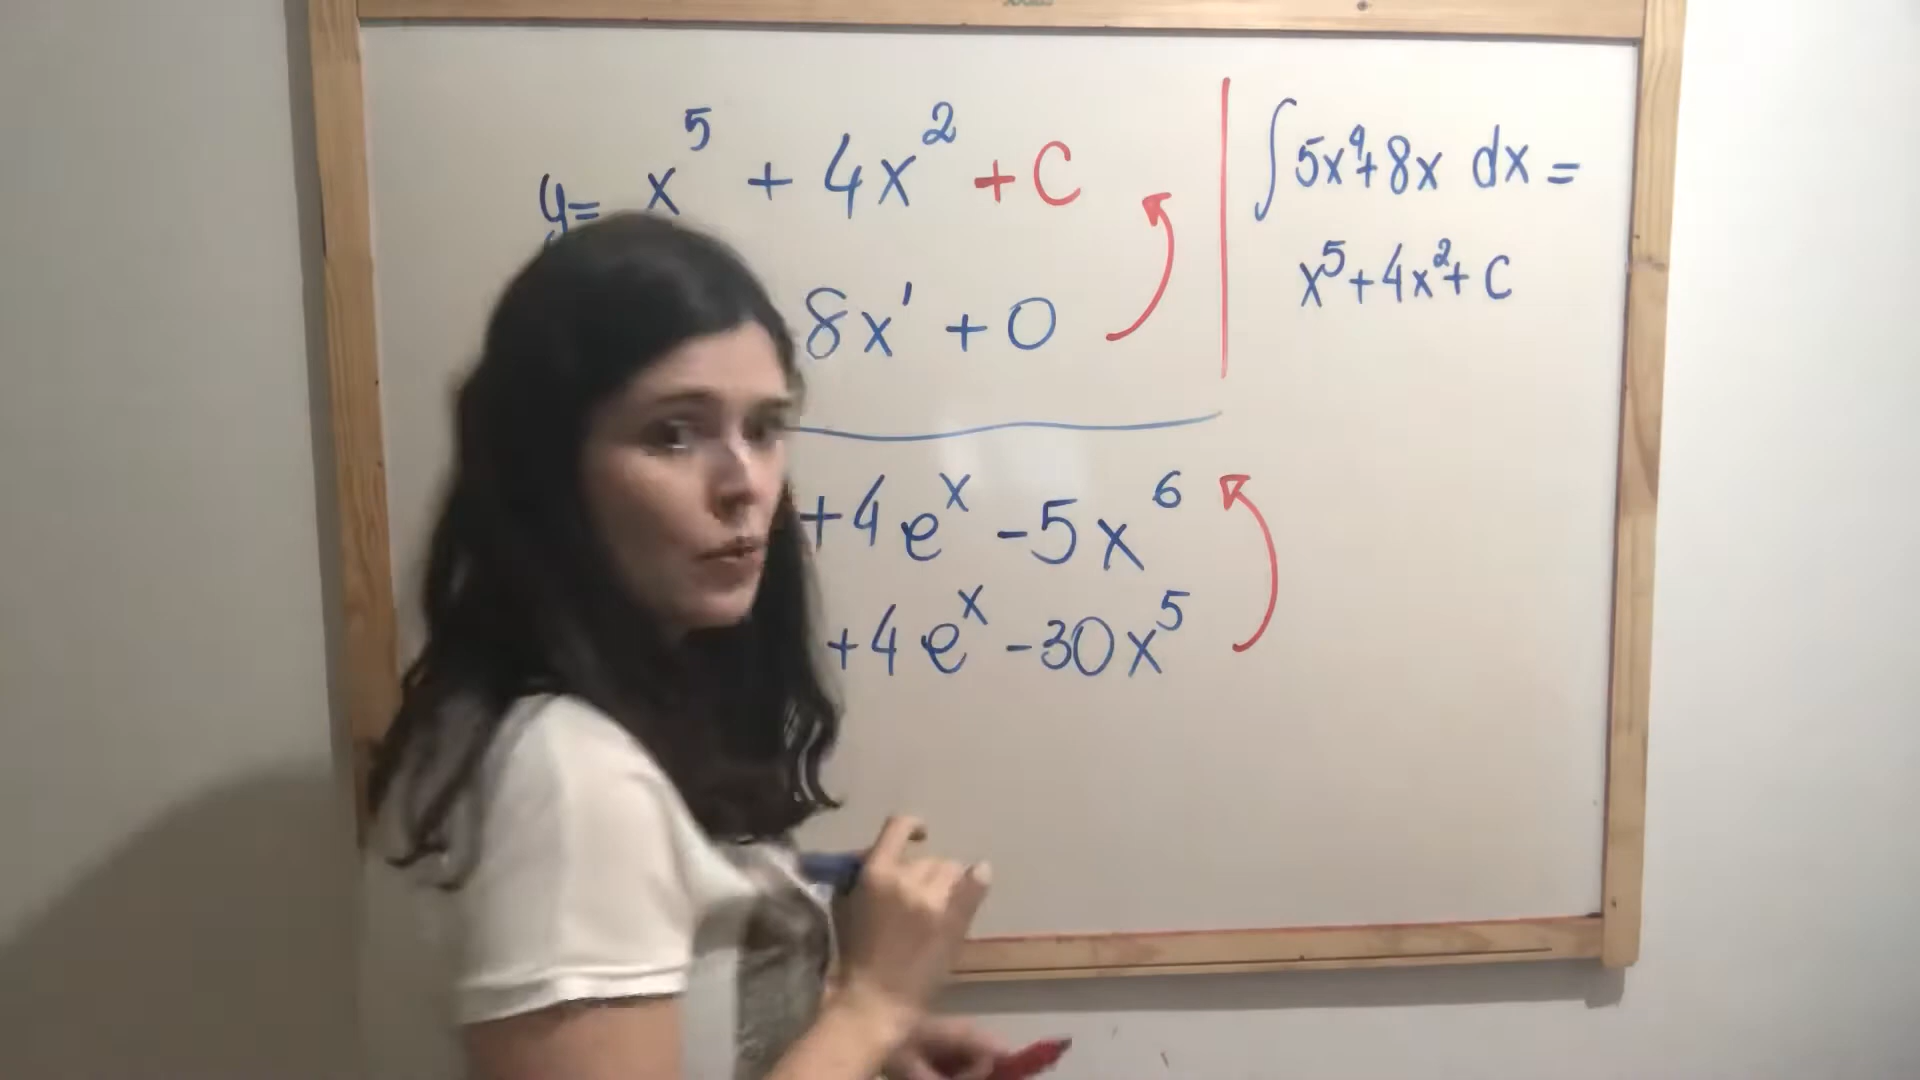 y= x⁵ + 4x² + C
8x' + 0
+4eˣ -5x⁶
+4eˣ -30x⁵
∫5x⁴+8x dx =
x⁵+4x²+ C